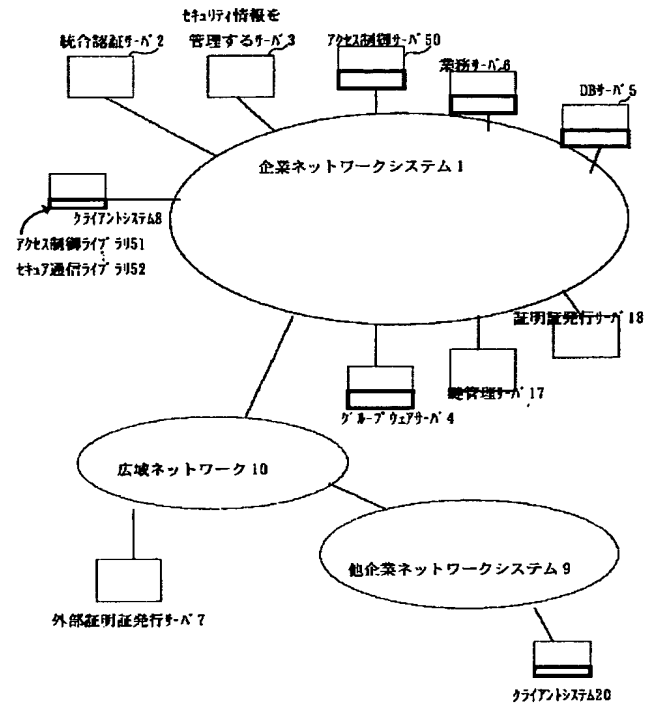 セキュリティ情報を
管理するサーバ3
統合認証サーバ2
アクセス制御サーバ50
業務サーバ6
DBサーバ5
企業ネットワークシステム1
クライアントシステム8
アクセス制御ライブラリ51
セキュア通信ライブラリ52
証明証発行サーバ18
鍵管理サーバ17
グループウェアサーバ4
広域ネットワーク10
他企業ネットワークシステム9
外部証明証発行サーバ7
クライアントシステム20